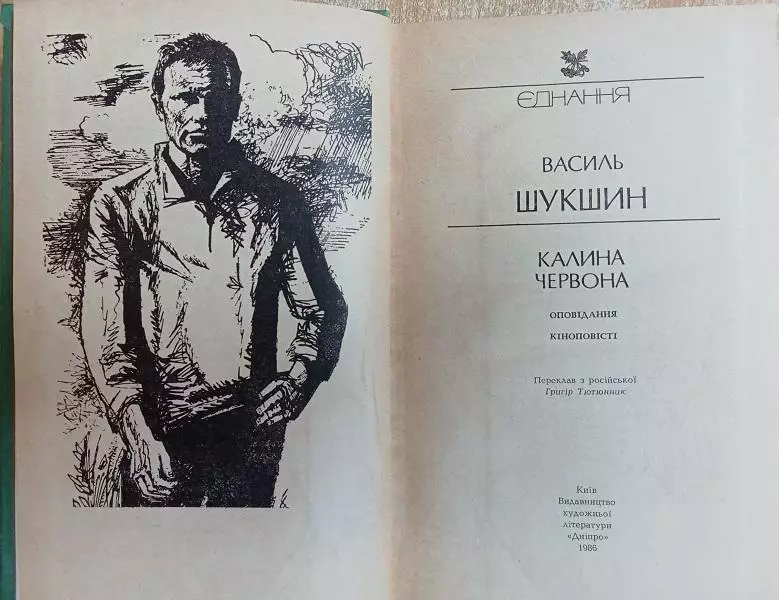 ЄДНАННЯ
ВАСИЛЬ
ШУКШИН
КАЛИНА
ЧЕРВОНА
ОПОВІДАННЯ
КІНОПОВІСТІ
Переклав з російської
Григір Тютюнник
Київ
Видавництво
художньої
літератури
«Дніпро»
1986